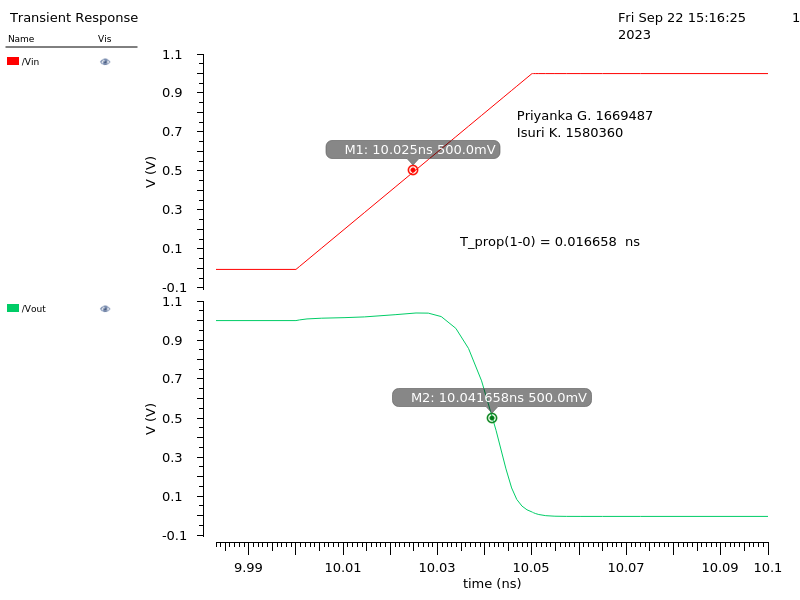 Transient Response
Fri Sep 22 15:16:25 2023
1
Name
Vis
/Vin
1.1
0.9
0.7
0.5
0.3
0.1
-0.1
V (V)
M1: 10.025ns 500.0mV
Priyanka G. 1669487
Isuri K. 1580360
T_prop(1-0) = 0.016658 ns
/Vout
1.1
0.9
0.7
0.5
0.3
0.1
-0.1
V (V)
M2: 10.041658ns 500.0mV
9.99
10.01
10.03
10.05
10.07
10.09
10.1
time (ns)